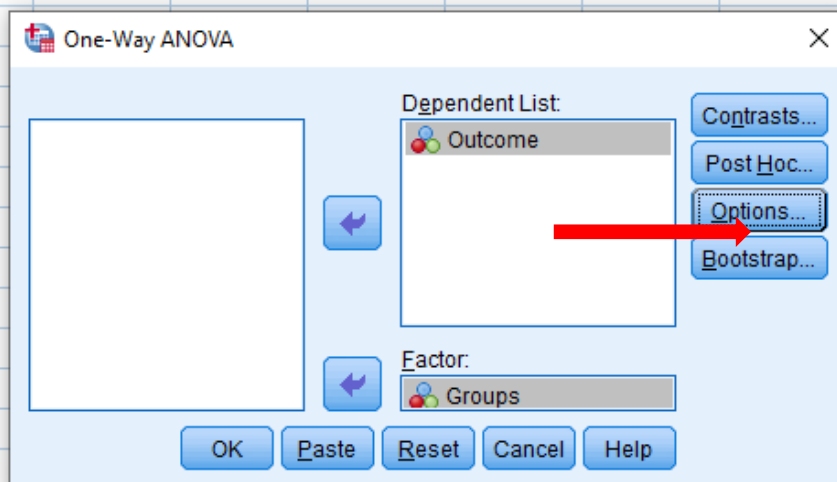 One-Way ANOVA
Dependent List:
Outcome
Contrasts...
Post Hoc...
Options...
Bootstrap...
Factor:
Groups
OK
Paste
Reset
Cancel
Help